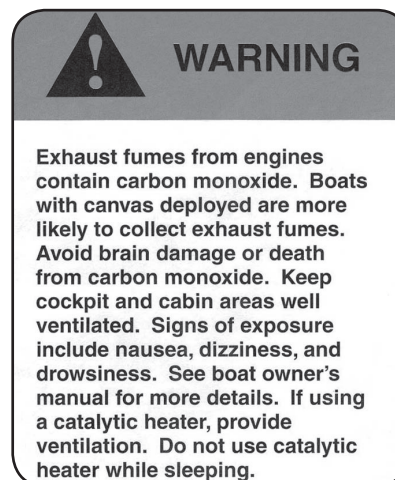 WARNING
Exhaust fumes from engines
contain carbon monoxide.  Boats
with canvas deployed are more
likely to collect exhaust fumes.
Avoid brain damage or death
from carbon monoxide.  Keep
cockpit and cabin areas well
ventilated.  Signs of exposure
include nausea, dizziness, and
drowsiness.  See boat owner's
manual for more details.  If using
a catalytic heater, provide
ventilation.  Do not use catalytic
heater while sleeping.